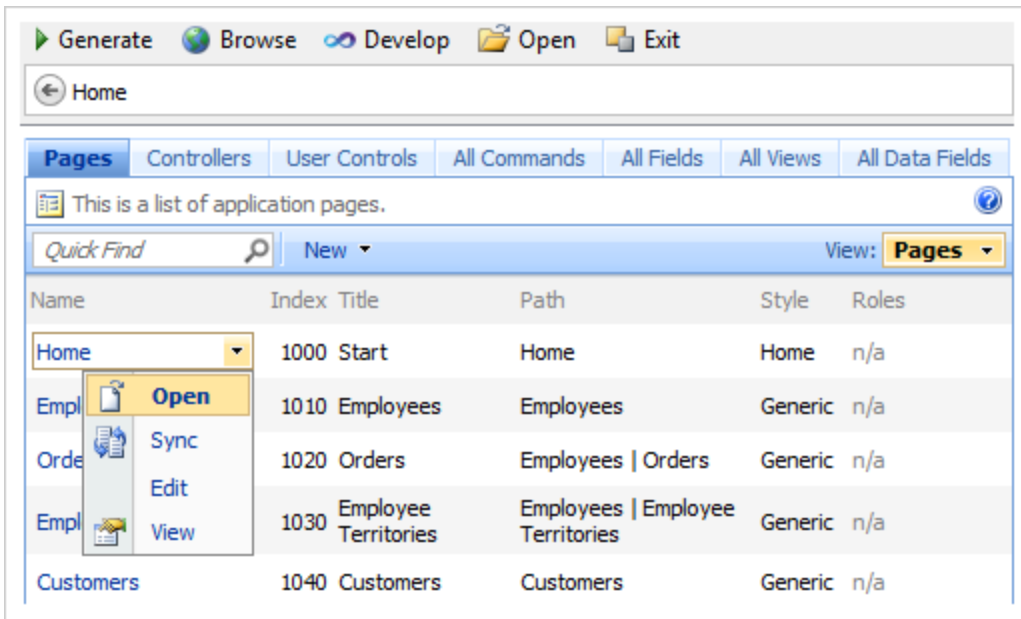 Generate Browse Develop Open Exit
Home
Pages Controllers User Controls All Commands All Fields All Views All Data Fields
This is a list of application pages.
Quick Find New View: Pages
Name Index Title Path Style Roles
Home 1000 Start Home Home n/a
Open
Empl 1010 Employees Employees Generic n/a
Sync
Orde 1020 Orders Employees | Orders Generic n/a
Edit
Empl 1030 Employee Territories Employees | Employee Territories Generic n/a
View
Customers 1040 Customers Customers Generic n/a